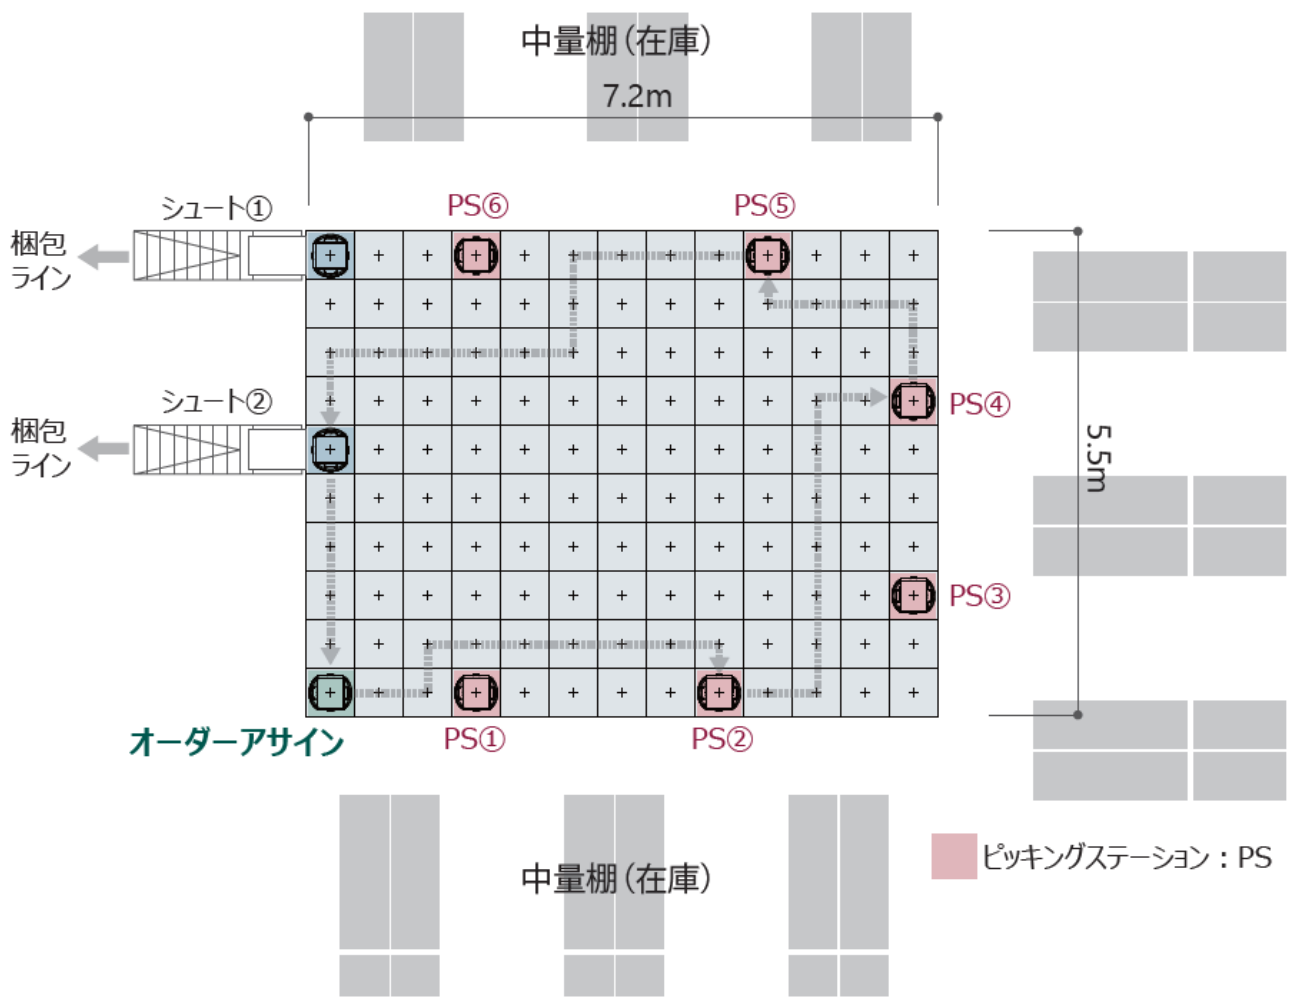 中量棚（在庫）
7.2m
シュート①
PS⑥
PS⑤
梱包
ライン
シュート②
PS④
梱包
ライン
5.5m
PS③
オーダーアサイン
PS①
PS②
中量棚（在庫）
ピッキングステーション：PS